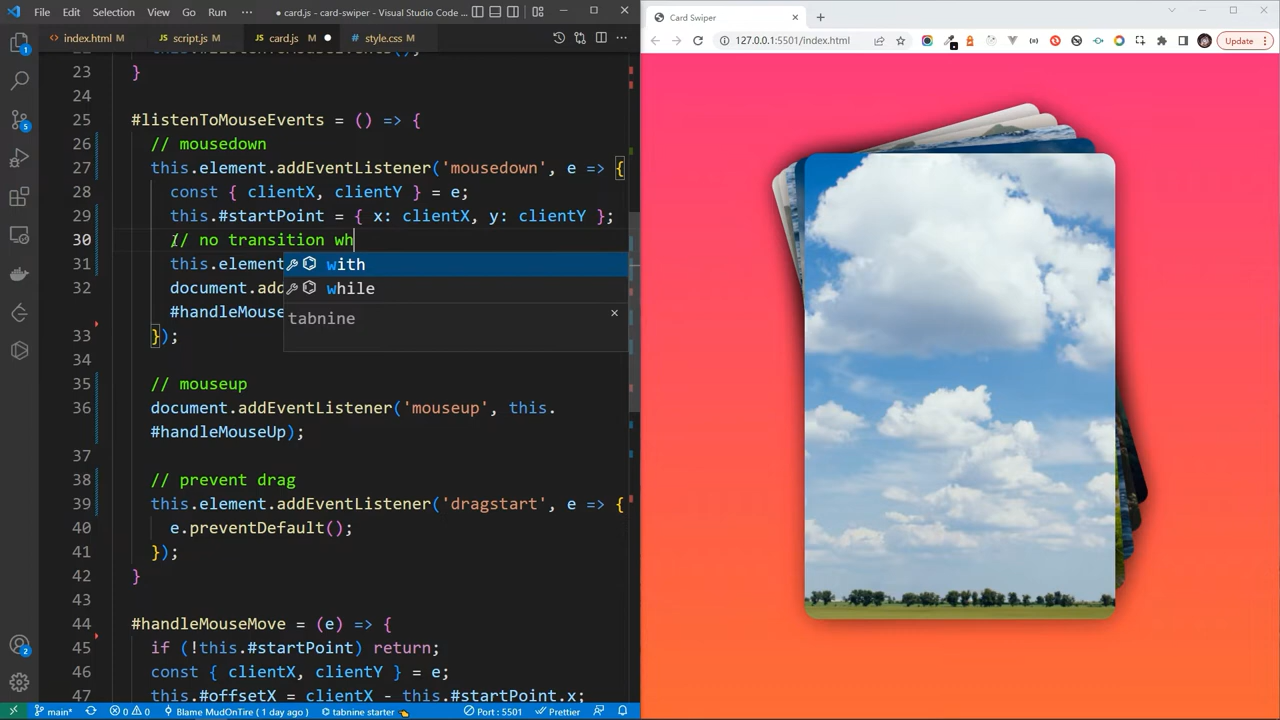 File Edit Selection View Go Run ··· ● card.js - card-swiper - Visual Studio Code ...
Card Swiper
index.html M script.js M card.js M ● style.css M
127.0.0.1:5501/index.html Update
23 }
24
25 #listenToMouseEvents = () => {
26 // mousedown
27 this.element.addEventListener('mousedown', e => {
28 const { clientX, clientY } = e;
29 this.#startPoint = { x: clientX, y: clientY };
30 // no transition wh
31 this.element
with
32 document.add
while
#handleMouse
tabnine
33 });
34
35 // mouseup
36 document.addEventListener('mouseup', this.
#handleMouseUp);
37
38 // prevent drag
39 this.element.addEventListener('dragstart', e => {
40 e.preventDefault();
41 });
42 }
43
44 #handleMouseMove = (e) => {
45 if (!this.#startPoint) return;
46 const { clientX, clientY } = e;
47 this.#offsetX = clientX - this.#startPoint.x;
main* 0 0 Blame MudOnTire ( 1 day ago ) tabnine starter Port : 5501 Prettier